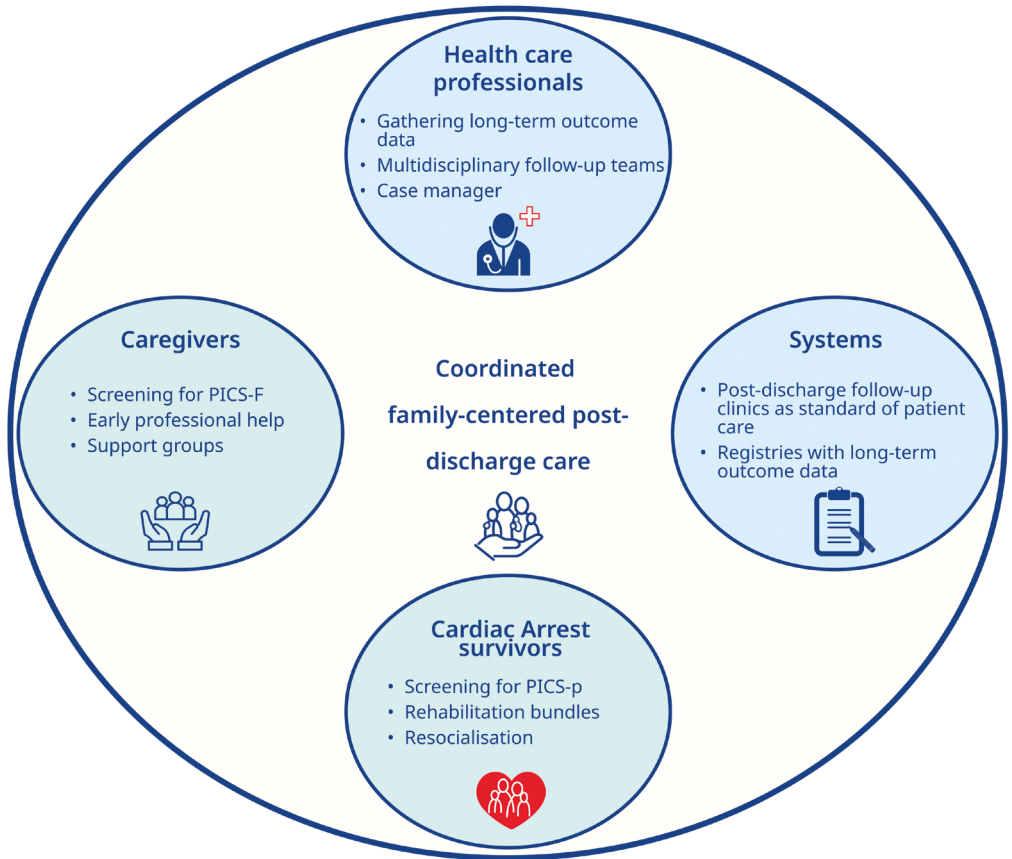 Health care
professionals
• Gathering long-term outcome
data
• Multidisciplinary follow-up teams
• Case manager
Caregivers
• Screening for PICS-F
• Early professional help
• Support groups
Coordinated
family-centered post-
discharge care
Systems
• Post-discharge follow-up
clinics as standard of patient
care
• Registries with long-term
outcome data
Cardiac Arrest
survivors
• Screening for PICS-p
• Rehabilitation bundles
• Resocialisation